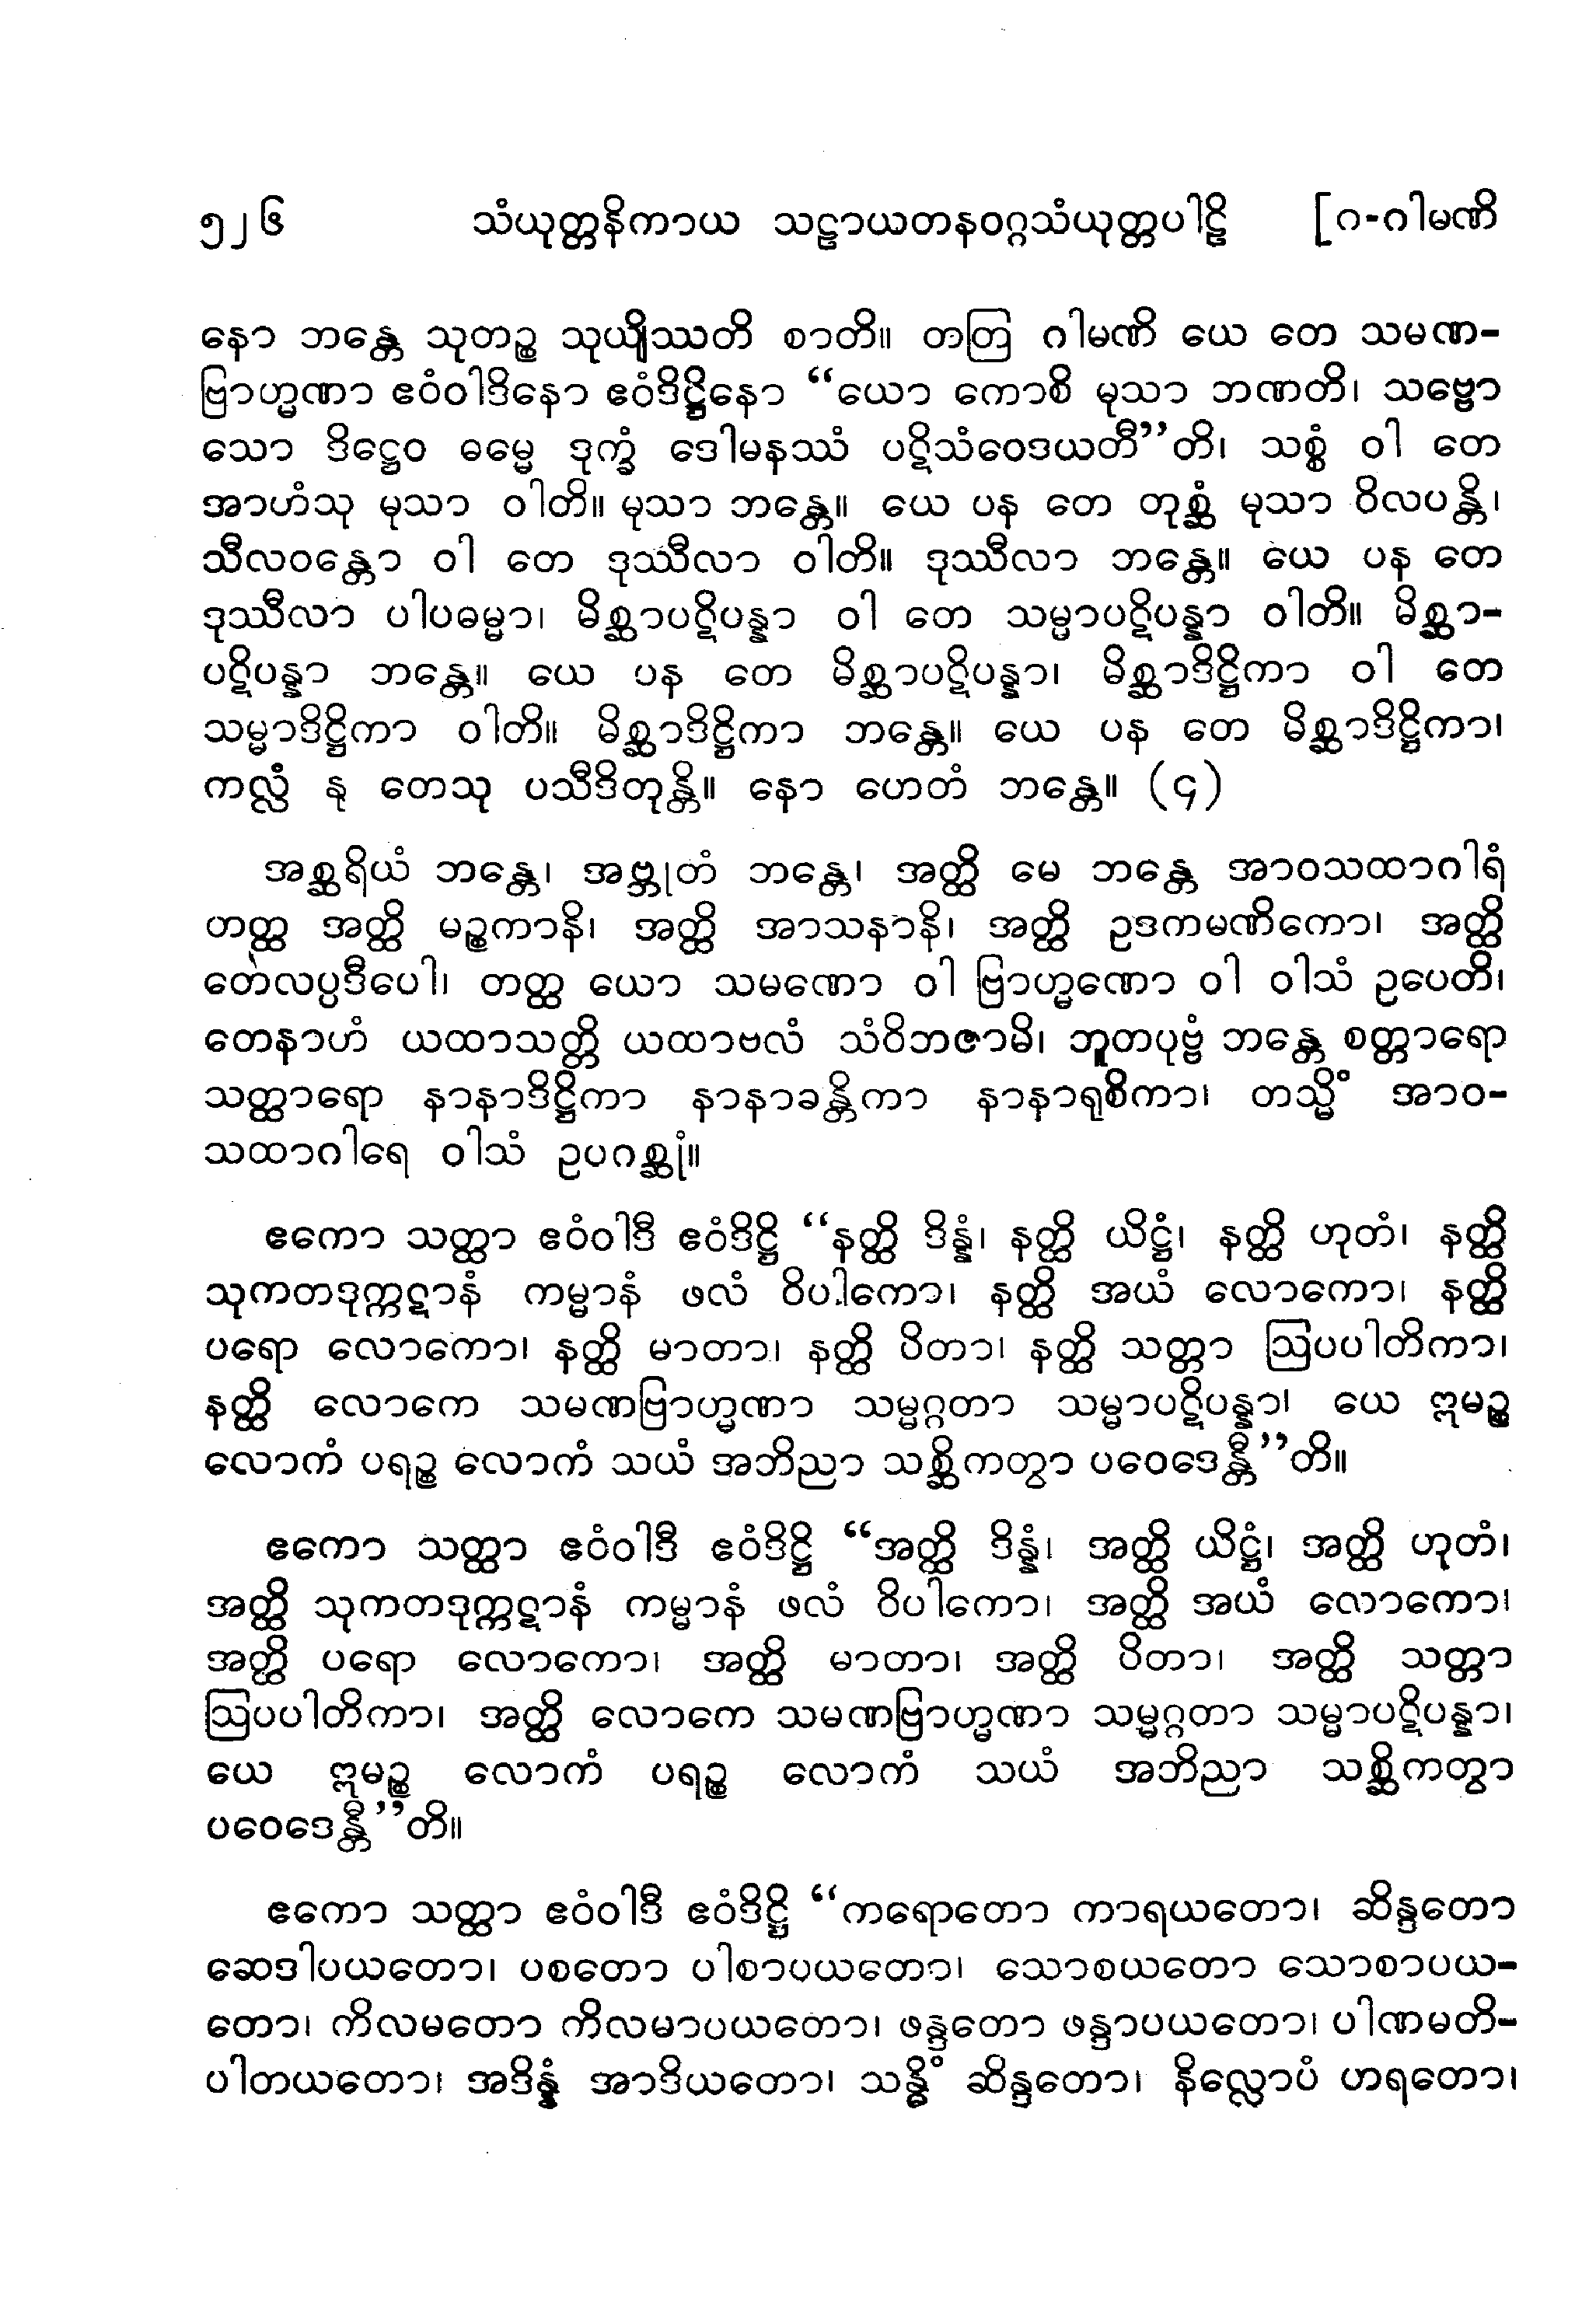 ၅၂၆ သံယုတ္တနိကာယ သဠာယတနဝဂ္ဂသံယုတ္တပါဠိ [၈-ဂါမဏိ
နော ဘန္တေ သုတဉ္စ သုယျိဿတိ စာတိ။ တတြ ဂါမဏိ ယေ တေ သမဏ-
ဗြာဟ္မဏာ ဧဝံဝါဒိနော ဧဝံဒိဋ္ဌိနော “ယော ကောစိ မုသာ ဘဏတိ၊ သဗ္ဗော
သော ဒိဋ္ဌေဝ ဓမ္မေ ဒုက္ခံ ဒေါမနဿံ ပဋိသံဝေဒယတီ”တိ၊ သစ္စံ ဝါ တေ
အာဟံသု မုသာ ဝါတိ။ မုသာ ဘန္တေ။ ယေ ပန တေ တုစ္ဆံ မုသာ ဝိလပန္တိ၊
သီလဝန္တော ဝါ တေ ဒုဿီလာ ဝါတိ။ ဒုဿီလာ ဘန္တေ။ ယေ ပန တေ
ဒုဿီလာ ပါပဓမ္မာ၊ မိစ္ဆာပဋိပန္နာ ဝါ တေ သမ္မာပဋိပန္နာ ဝါတိ။ မိစ္ဆာ-
ပဋိပန္နာ ဘန္တေ။ ယေ ပန တေ မိစ္ဆာပဋိပန္နာ၊ မိစ္ဆာဒိဋ္ဌိကာ ဝါ တေ
သမ္မာဒိဋ္ဌိကာ ဝါတိ။ မိစ္ဆာဒိဋ္ဌိကာ ဘန္တေ။ ယေ ပန တေ မိစ္ဆာဒိဋ္ဌိကာ၊
ကလ္လံ နု တေသု ပသီဒိတုန္တိ။ နော ဟေတံ ဘန္တေ။ (၄)
အစ္ဆရိယံ ဘန္တေ၊ အဗ္ဘုတံ ဘန္တေ၊ အတ္ထိ မေ ဘန္တေ အာဝသထာဂါရံ
တတ္ထ အတ္ထိ မဉ္စကာနိ၊ အတ္ထိ အာသနာနိ၊ အတ္ထိ ဥဒကမဏိကော၊ အတ္ထိ
တေလပ္ပဒီပေါ၊ တတ္ထ ယော သမဏော ဝါ ဗြာဟ္မဏော ဝါ ဝါသံ ဥပေတိ၊
တေနာဟံ ယထာသတ္တိ ယထာဗလံ သံဝိဘဇာမိ၊ ဘူတပုဗ္ဗံ ဘန္တေ စတ္တာရော
သတ္ထာရော နာနာဒိဋ္ဌိကာ နာနာခန္တိကာ နာနာရုစိကာ၊ တသ္မိံ အာဝ-
သထာဂါရေ ဝါသံ ဥပဂစ္ဆုံ။
ဧကော သတ္ထာ ဧဝံဝါဒီ ဧဝံဒိဋ္ဌိ “နတ္ထိ ဒိန္နံ၊ နတ္ထိ ယိဋ္ဌံ၊ နတ္ထိ ဟုတံ၊ နတ္ထိ
သုကတဒုက္ကဋာနံ ကမ္မာနံ ဖလံ ဝိပါကော၊ နတ္ထိ အယံ လောကော၊ နတ္ထိ
ပရော လောကော၊ နတ္ထိ မာတာ၊ နတ္ထိ ပိတာ၊ နတ္ထိ သတ္တာ ဩပပါတိကာ၊
နတ္ထိ လောကေ သမဏဗြာဟ္မဏာ သမ္မဂ္ဂတာ သမ္မာပဋိပန္နာ၊ ယေ ဣမဉ္စ
လောကံ ပရဉ္စ လောကံ သယံ အဘိညာ သစ္ဆိကတွာ ပဝေဒေန္တီ”တိ။
ဧကော သတ္ထာ ဧဝံဝါဒီ ဧဝံဒိဋ္ဌိ “အတ္ထိ ဒိန္နံ၊ အတ္ထိ ယိဋ္ဌံ၊ အတ္ထိ ဟုတံ၊
အတ္ထိ သုကတဒုက္ကဋာနံ ကမ္မာနံ ဖလံ ဝိပါကော၊ အတ္ထိ အယံ လောကော၊
အတ္ထိ ပရော လောကော၊ အတ္ထိ မာတာ၊ အတ္ထိ ပိတာ၊ အတ္ထိ သတ္တာ
ဩပပါတိကာ၊ အတ္ထိ လောကေ သမဏဗြာဟ္မဏာ သမ္မဂ္ဂတာ သမ္မာပဋိပန္နာ၊
ယေ ဣမဉ္စ လောကံ ပရဉ္စ လောကံ သယံ အဘိညာ သစ္ဆိကတွာ
ပဝေဒေန္တီ”တိ။
ဧကော သတ္ထာ ဧဝံဝါဒီ ဧဝံဒိဋ္ဌိ “ကရောတော ကာရယတော၊ ဆိန္ဒတော
ဆေဒါပယတော၊ ပစတော ပါစာပယတော၊ သောစယတော သောစာပယ-
တော၊ ကိလမတော ကိလမာပယတော၊ ဖန္ဒတော ဖန္ဒာပယတော၊ ပါဏမတိ-
ပါတယတော၊ အဒိန္နံ အာဒိယတော၊ သန္ဓိံ ဆိန္ဒတော၊ နိလ္လောပံ ဟရတော၊